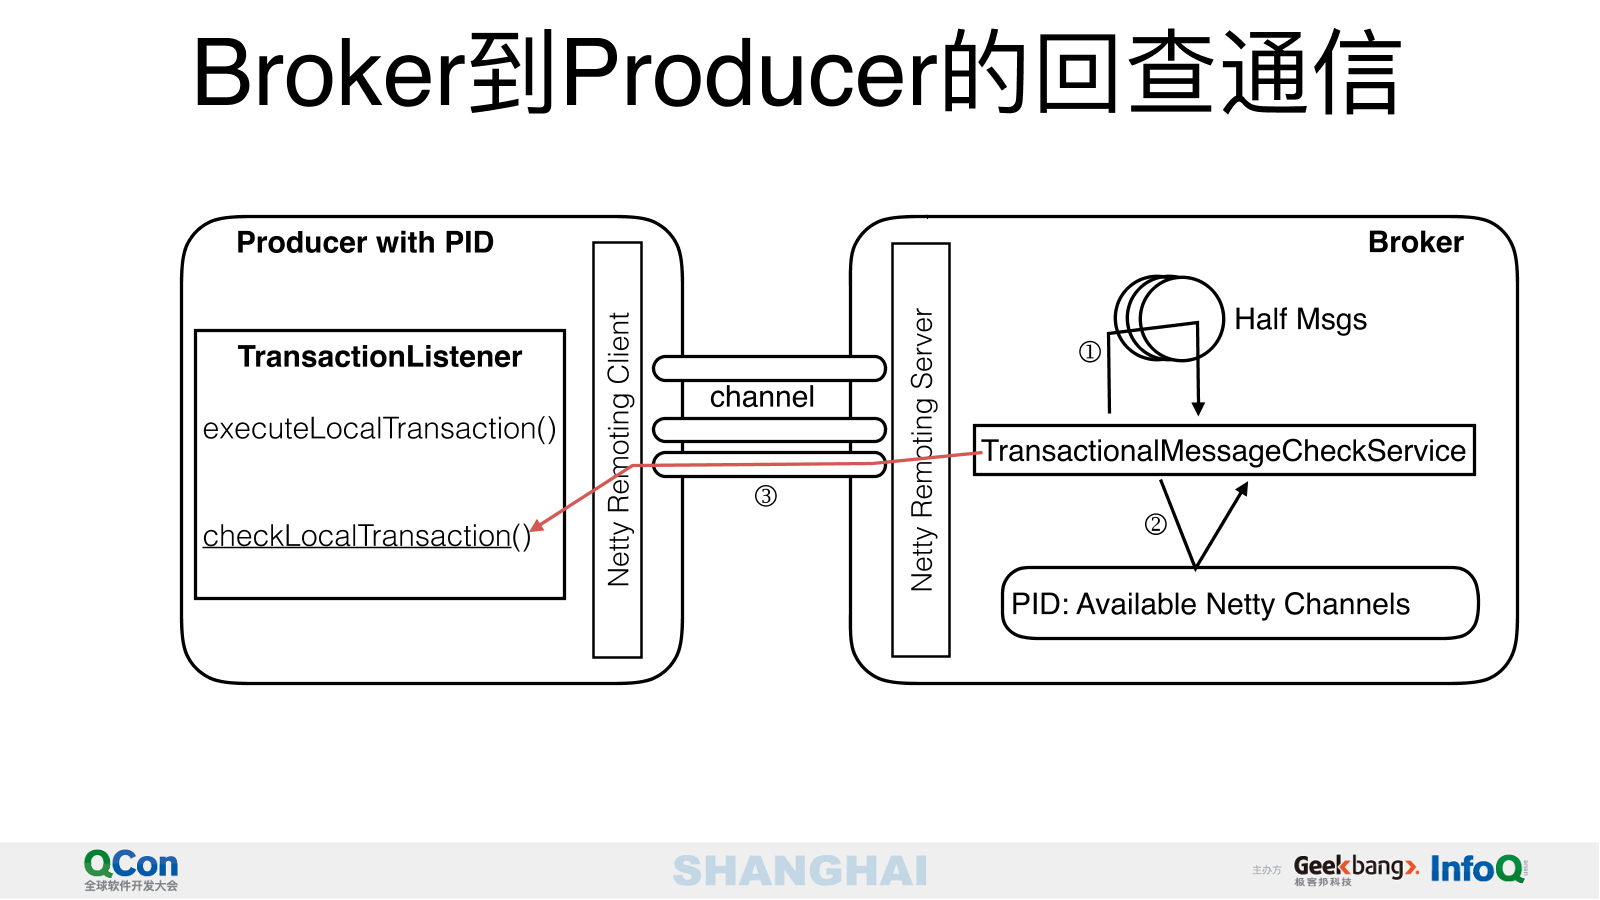 Broker到Producer的回查通信
Producer with PID
Broker
TransactionListener
executeLocalTransaction()
checkLocalTransaction()
Netty Remoting Client
channel
③
Netty Remoting Server
Half Msgs
①
TransactionalMessageCheckService
②
PID: Available Netty Channels
QCon
全球软件开发大会
SHANGHAI
主办方
Geekbang
极客邦科技
InfoQ